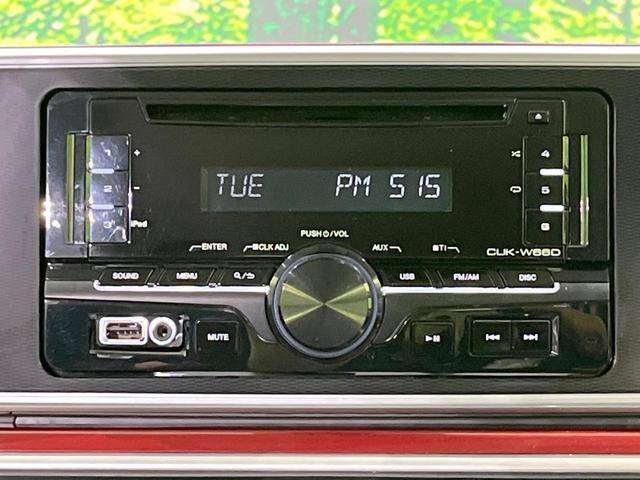 1 +
2 -
3 iPod
TUE PM 5:15
4
5
6
PUSH ⏻/VOL
ENTER
■CLK ADJ
AUX
■TI
CUK-W66D
SOUND
MENU
USB
FM/AM
DISC
MUTE